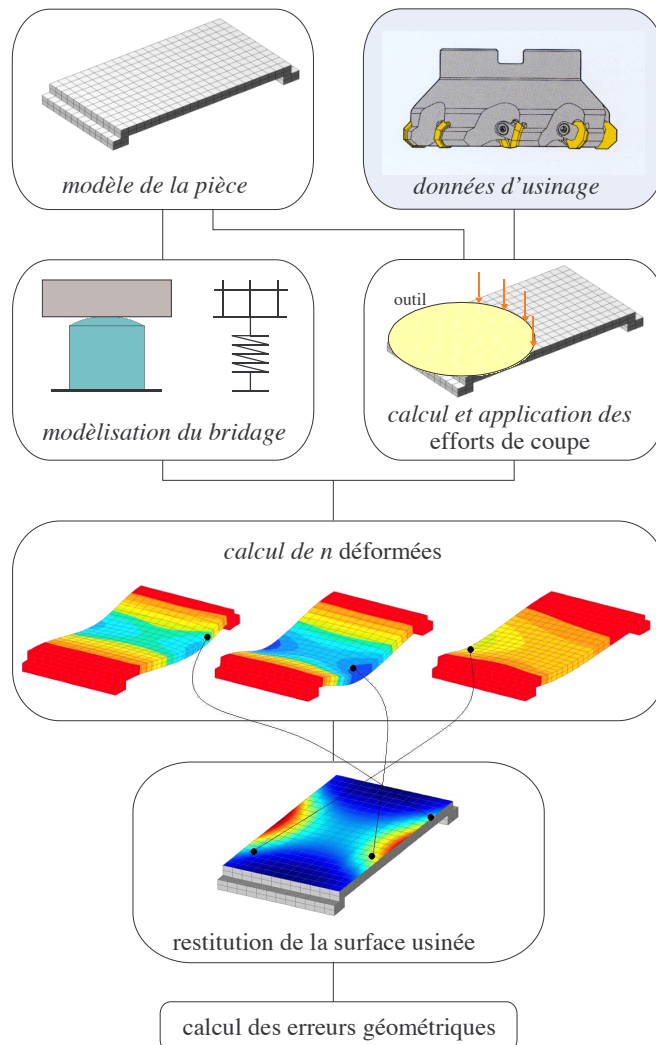 modèle de la pièce
données d'usinage
outil
modèlisation du bridage
calcul et application des
efforts de coupe
calcul de n déformées
restitution de la surface usinée
calcul des erreurs géométriques